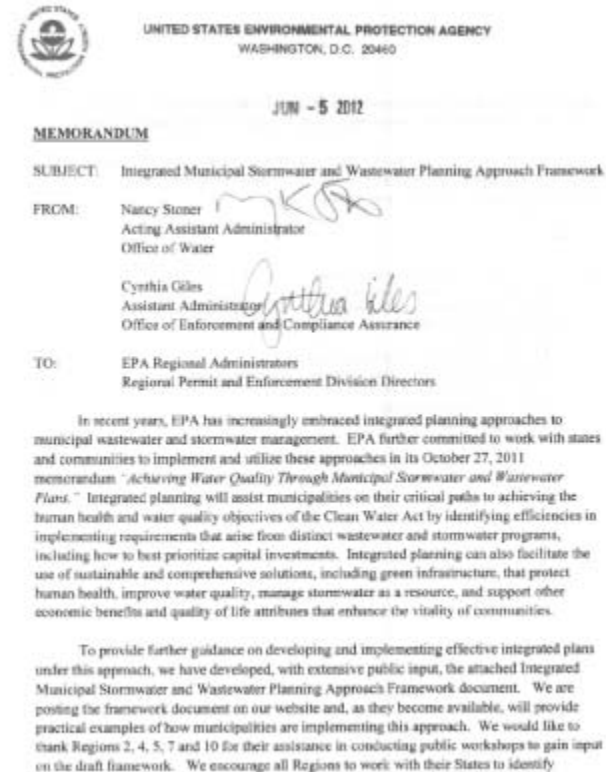 UNITED STATES ENVIRONMENTAL PROTECTION AGENCY
WASHINGTON, D.C. 20460
JUN - 5 2012
MEMORANDUM
SUBJECT: Integrated Municipal Stormwater and Wastewater Planning Approach Framework
FROM: Nancy Stoner
Acting Assistant Administrator
Office of Water
Cynthia Giles
Assistant Administrator
Cynthia Giles
Office of Enforcement and Compliance Assurance
TO: EPA Regional Administrators
Regional Permit and Enforcement Division Directors
In recent years, EPA has increasingly embraced integrated planning approaches to
municipal wastewater and stormwater management. EPA further committed to work with states
and communities to implement and utilize these approaches in its October 27, 2011
memorandum "Achieving Water Quality Through Municipal Stormwater and Wastewater
Plans." Integrated planning will assist municipalities on their critical paths to achieving the
human health and water quality objectives of the Clean Water Act by identifying efficiencies in
implementing requirements that arise from distinct wastewater and stormwater programs,
including how to best prioritize capital investments. Integrated planning can also facilitate the
use of sustainable and comprehensive solutions, including green infrastructure, that protect
human health, improve water quality, manage stormwater as a resource, and support other
economic benefits and quality of life attributes that enhance the vitality of communities.
To provide further guidance on developing and implementing effective integrated plans
under this approach, we have developed, with extensive public input, the attached Integrated
Municipal Stormwater and Wastewater Planning Approach Framework document. We are
posting the framework document on our website and, as they become available, will provide
practical examples of how municipalities are implementing this approach. We would like to
thank Regions 2, 4, 5, 7 and 10 for their assistance in conducting public workshops to gain input
on the draft framework. We encourage all Regions to work with their States to identify